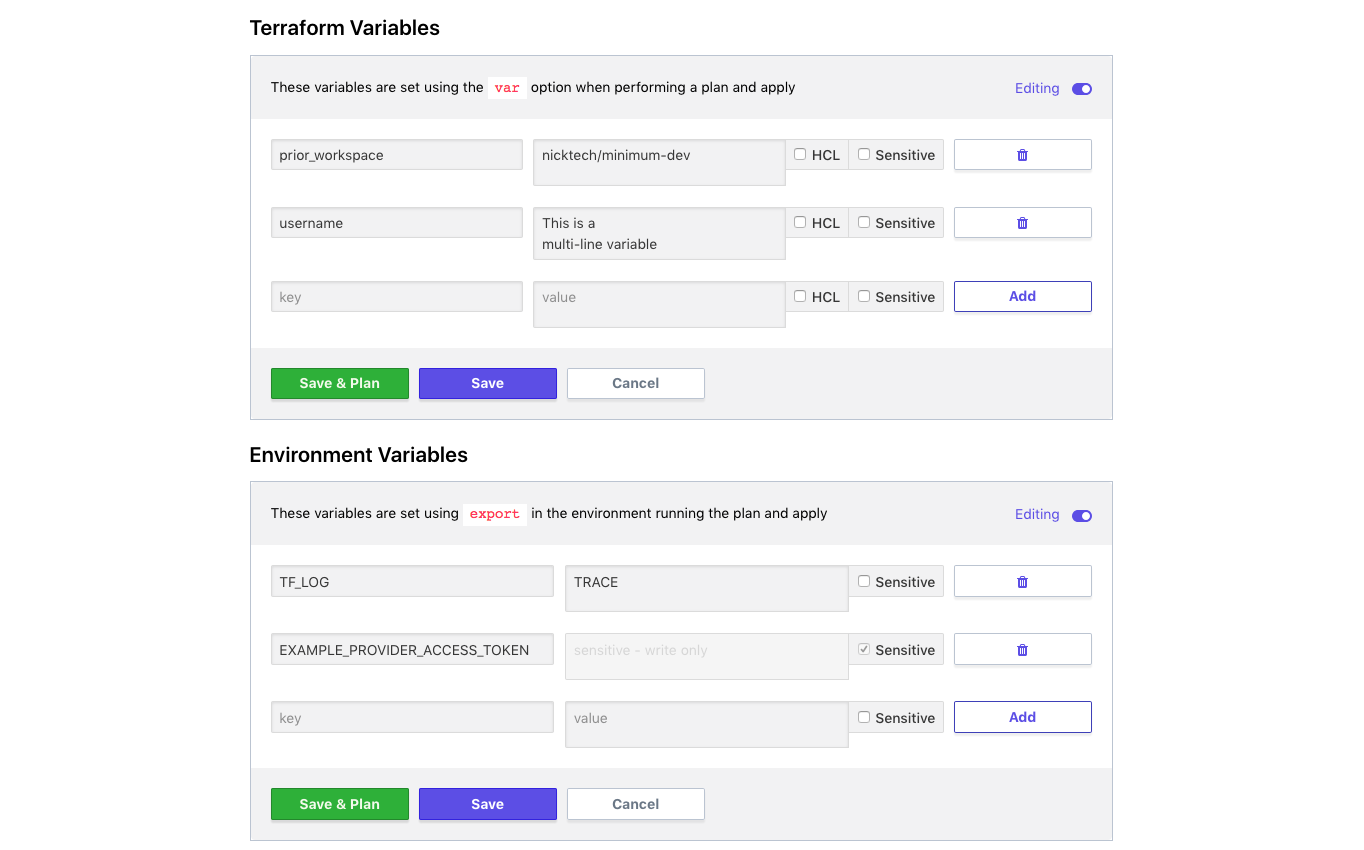 Terraform Variables
These variables are set using the var option when performing a plan and apply
Editing
prior_workspace
nicktech/minimum-dev
HCL
Sensitive
username
This is a
multi-line variable
HCL
Sensitive
key
value
HCL
Sensitive
Add
Save & Plan
Save
Cancel
Environment Variables
These variables are set using export in the environment running the plan and apply
Editing
TF_LOG
TRACE
Sensitive
EXAMPLE_PROVIDER_ACCESS_TOKEN
sensitive - write only
Sensitive
key
value
Sensitive
Add
Save & Plan
Save
Cancel